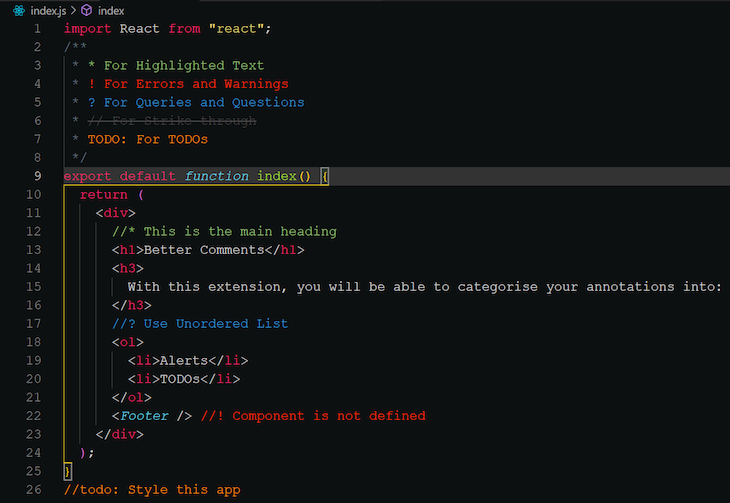 index.js > index
1 import React from "react";
2 /**
3  * * For Highlighted Text
4  * ! For Errors and Warnings
5  * ? For Queries and Questions
6  * // For Strike through
7  * TODO: For TODOs
8  */
9 export default function index() {
10   return (
11     <div>
12       //* This is the main heading
13       <h1>Better Comments</h1>
14       <h3>
15         With this extension, you will be able to categorise your annotations into:
16       </h3>
17       //? Use Unordered List
18       <ol>
19         <li>Alerts</li>
20         <li>TODOs</li>
21       </ol>
22       <Footer /> //! Component is not defined
23     </div>
24   );
25 }
26 //todo: Style this app